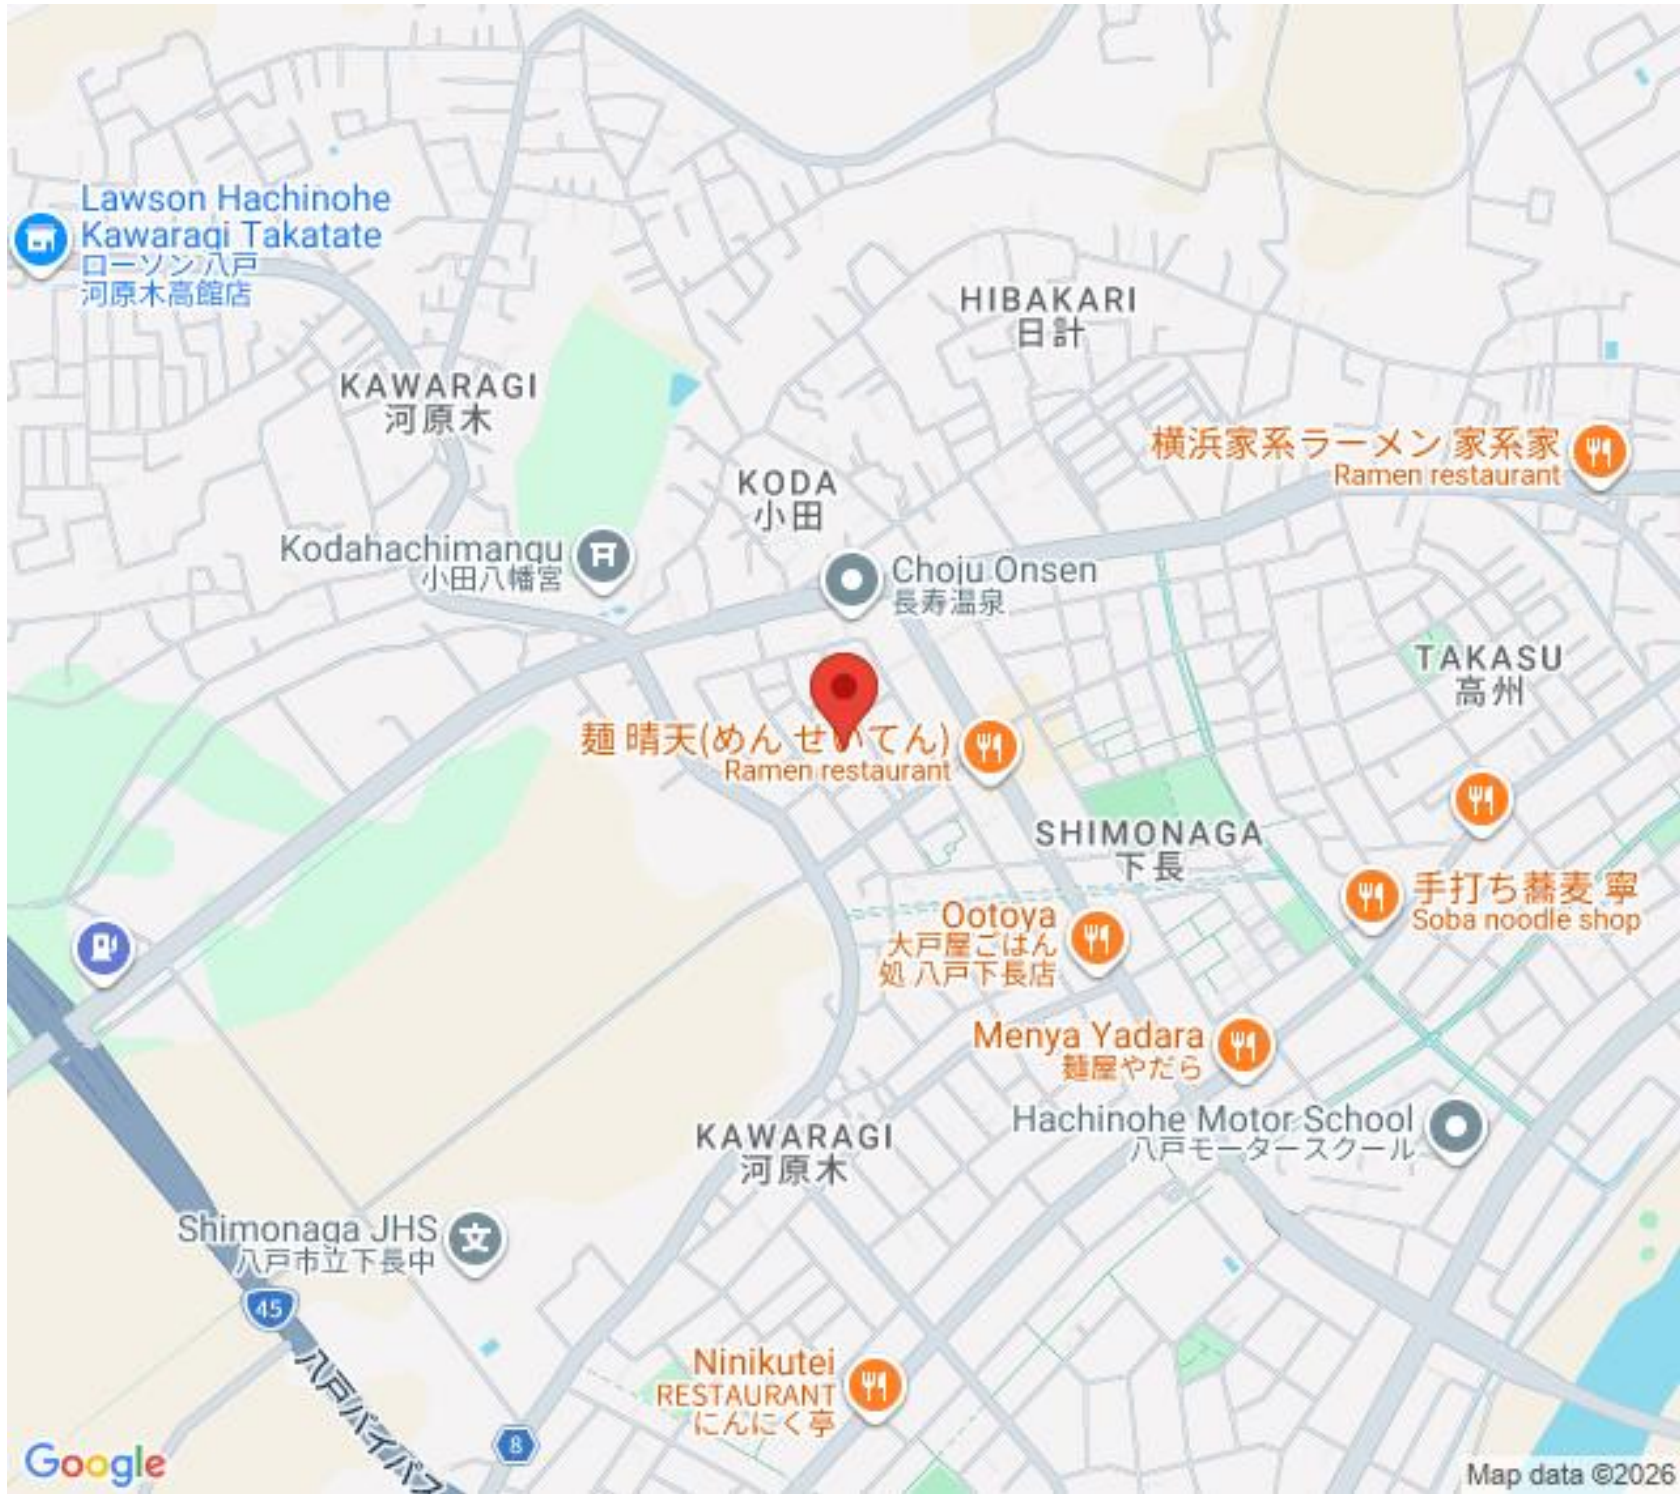 Lawson Hachinohe
Kawaragi Takatate
ローソン 八戸
河原木高館店
HIBAKARI
日計
KAWARAGI
河原木
横浜家系ラーメン 家系家
Ramen restaurant
KODA
小田
Kodahachimangu
小田八幡宮
Choju Onsen
長寿温泉
TAKASU
高州
麺 晴天(めん せいてん)
Ramen restaurant
SHIMONAGA
下長
手打ち蕎麦 寧
Soba noodle shop
Ootoya
大戸屋ごはん
処 八戸下長店
Menya Yadara
麺屋やだら
Hachinohe Motor School
八戸モータースクール
KAWARAGI
河原木
Shimonaga JHS
八戸市立下長中
45
八戸バイパス
Ninikutei
RESTAURANT
にんにく亭
8
Google
Map data ©2026